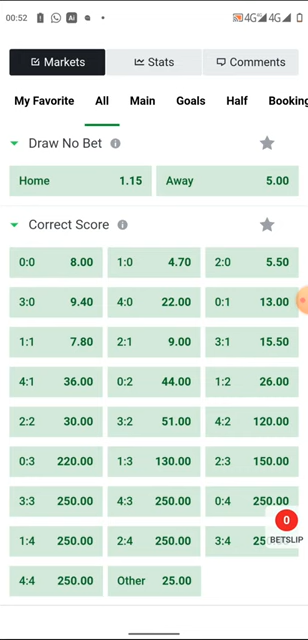 00:52 Ai 4G 4G
Markets Stats Comments
My Favorite All Main Goals Half Booking
Draw No Bet
Home 1.15 Away 5.00
Correct Score
0:0 8.00 1:0 4.70 2:0 5.50
3:0 9.40 4:0 22.00 0:1 13.00
1:1 7.80 2:1 9.00 3:1 15.50
4:1 36.00 0:2 44.00 1:2 26.00
2:2 30.00 3:2 51.00 4:2 120.00
0:3 220.00 1:3 130.00 2:3 150.00
3:3 250.00 4:3 250.00 0:4 250.00
1:4 250.00 2:4 250.00 3:4 25
0
BETSLIP
4:4 250.00 Other 25.00